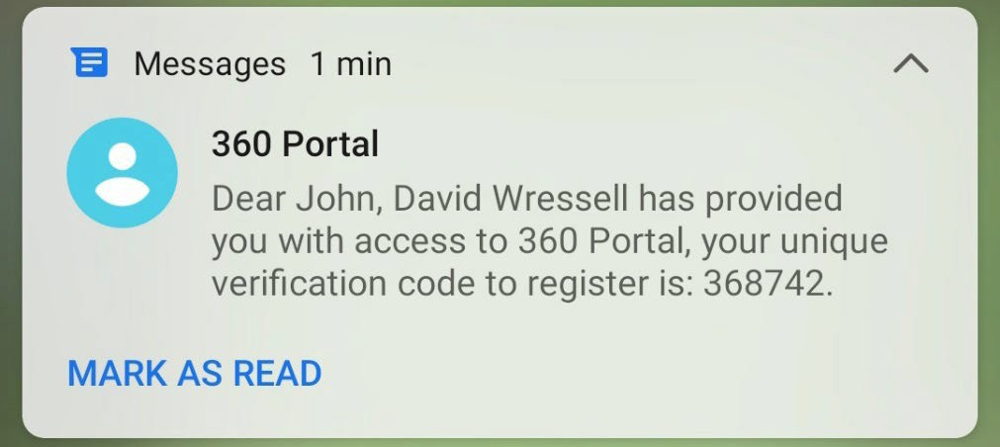 Messages 1 min
360 Portal
Dear John, David Wressell has provided
you with access to 360 Portal, your unique
verification code to register is: 368742.
MARK AS READ